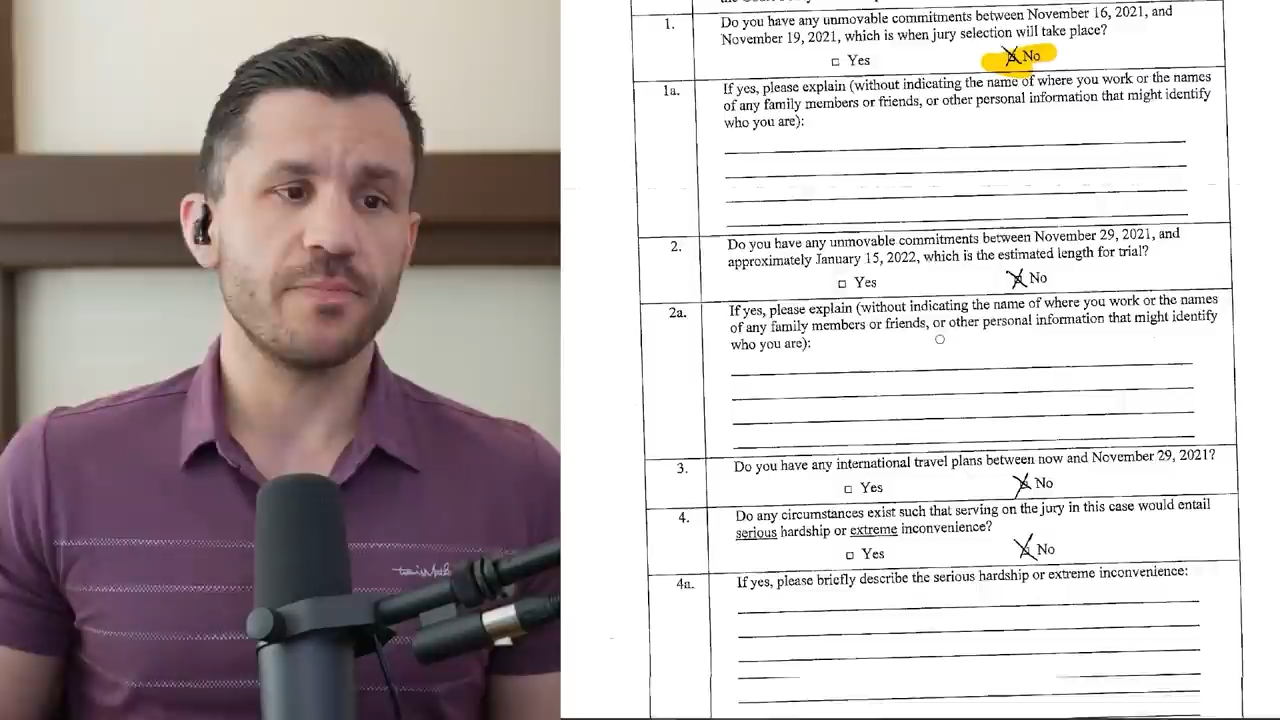 1. Do you have any unmovable commitments between November 16, 2021, and
November 19, 2021, which is when jury selection will take place?
Yes No
1a. If yes, please explain (without indicating the name of where you work or the names
of any family members or friends, or other personal information that might identify
who you are):
2. Do you have any unmovable commitments between November 29, 2021, and
approximately January 15, 2022, which is the estimated length for trial?
Yes No
2a. If yes, please explain (without indicating the name of where you work or the names
of any family members or friends, or other personal information that might identify
who you are):
3. Do you have any international travel plans between now and November 29, 2021?
Yes No
4. Do any circumstances exist such that serving on the jury in this case would entail
serious hardship or extreme inconvenience?
Yes No
4a. If yes, please briefly describe the serious hardship or extreme inconvenience: